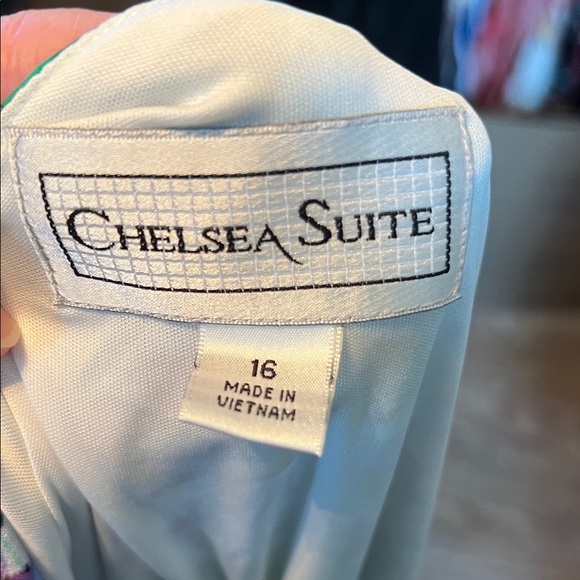 CHELSEA SUITE
16
MADE IN
VIETNAM